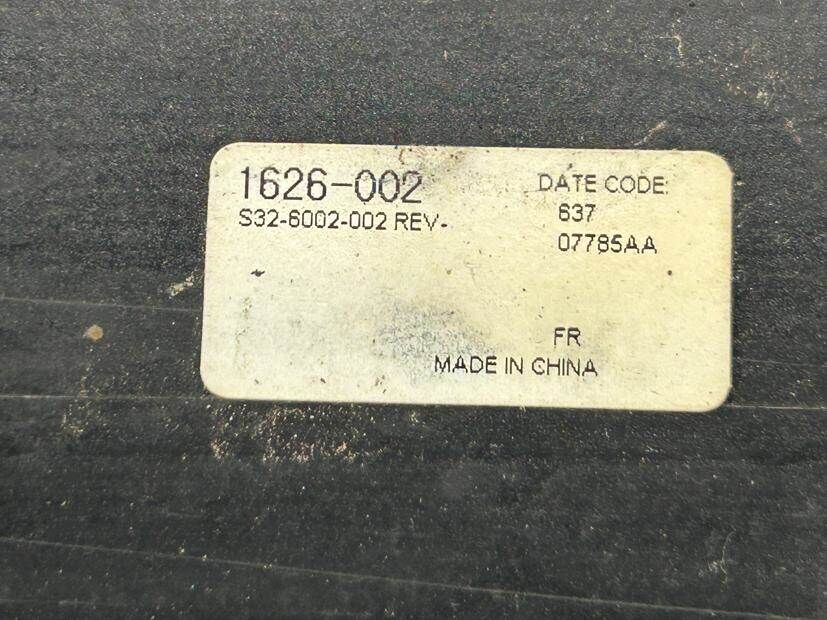 1626-002
S32-6002-002 REV-
DATE CODE:
637
07785AA
FR
MADE IN CHINA